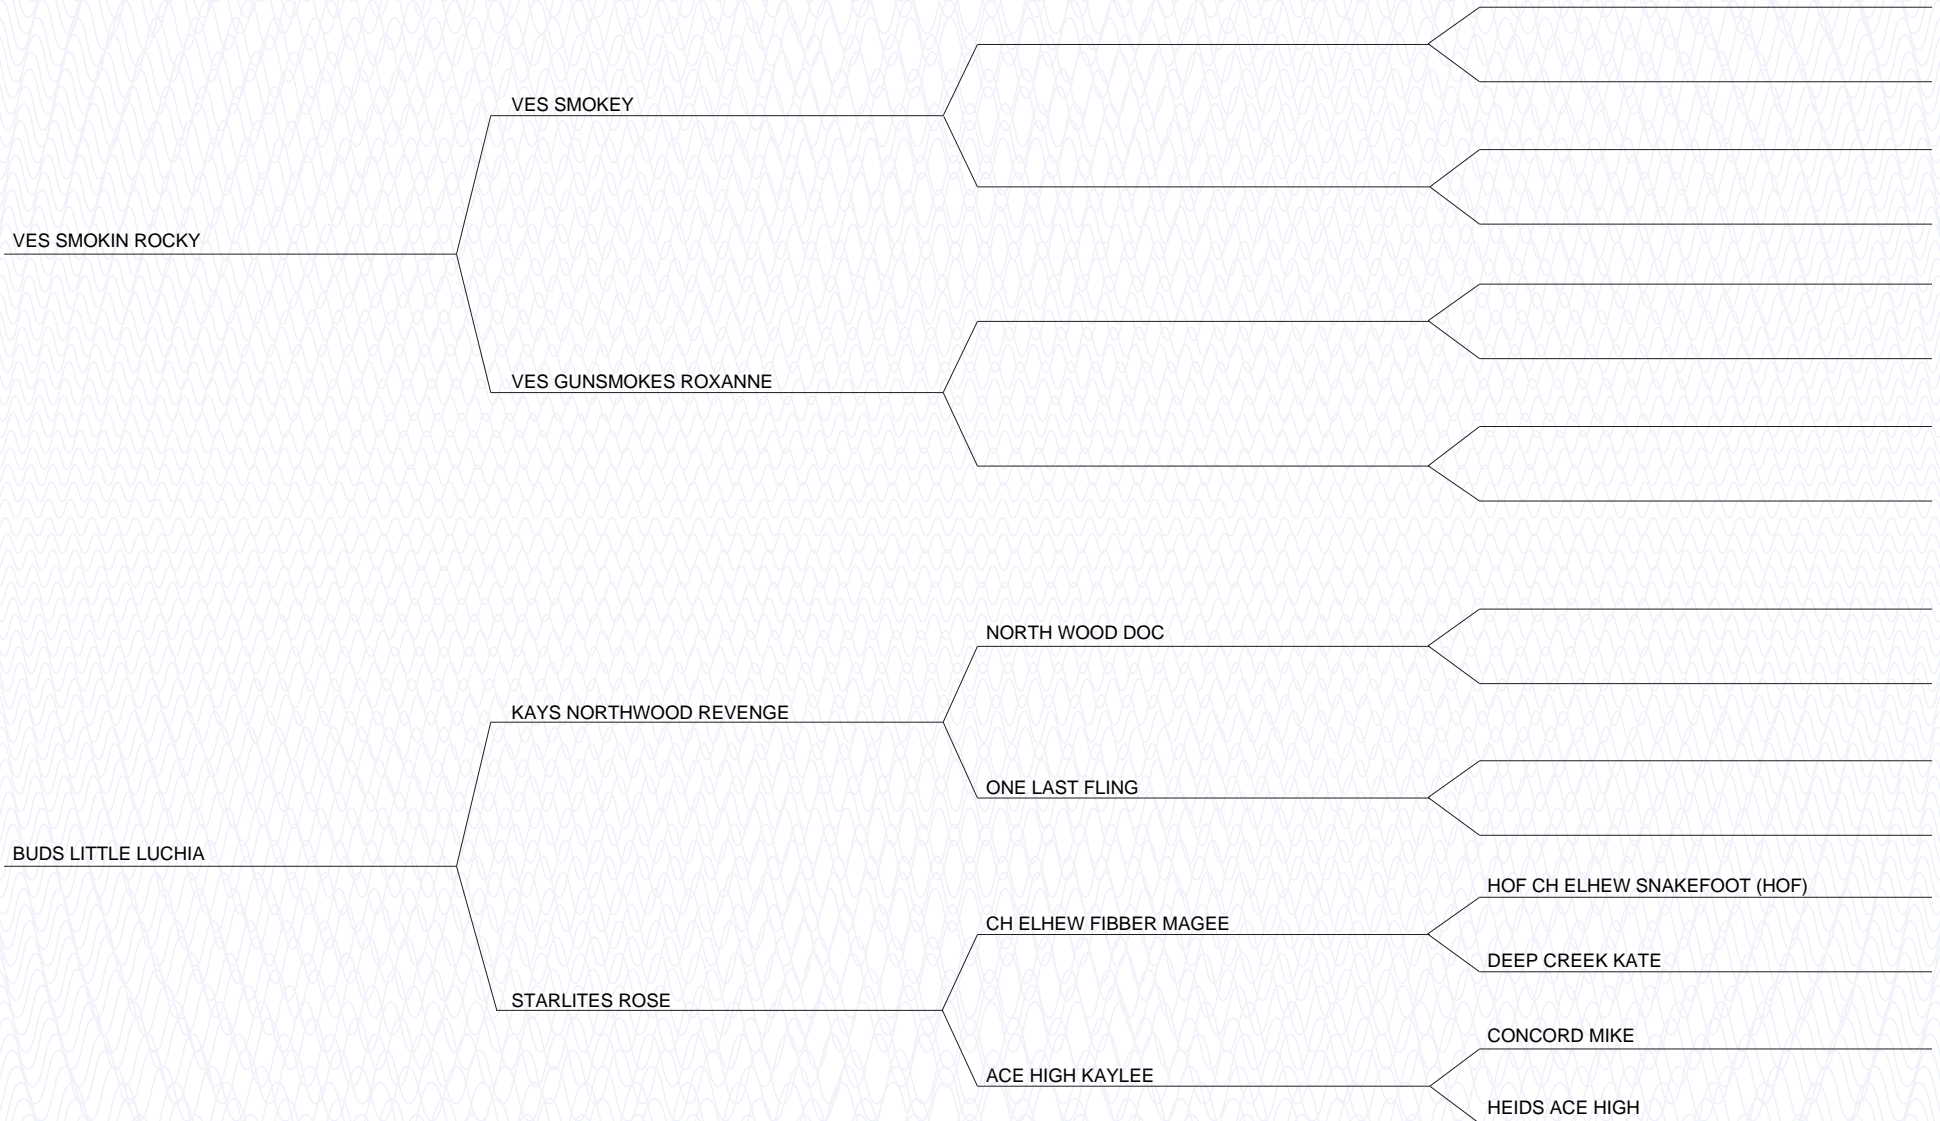 VES SMOKEY
VES SMOKIN ROCKY
VES GUNSMOKES ROXANNE
NORTH WOOD DOC
KAYS NORTHWOOD REVENGE
ONE LAST FLING
BUDS LITTLE LUCHIA
HOF CH ELHEW SNAKEFOOT (HOF)
CH ELHEW FIBBER MAGEE
DEEP CREEK KATE
STARLITES ROSE
CONCORD MIKE
ACE HIGH KAYLEE
HEIDS ACE HIGH